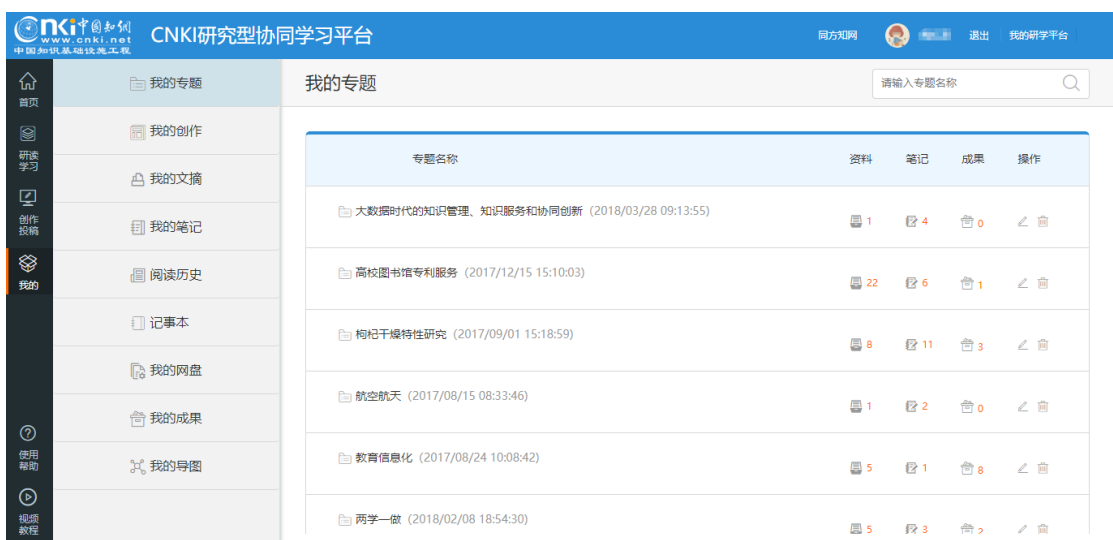 CNKi中国知网
www.cnki.net
中国知识基础设施工程
CNKI研究型协同学习平台
同方知网
退出
我的研学平台
首页
研读
学习
创作
投稿
我的
使用
帮助
视频
教程
我的专题
我的创作
我的文摘
我的笔记
阅读历史
记事本
我的网盘
我的成果
我的导图
我的专题
请输入专题名称
专题名称 资料 笔记 成果 操作
大数据时代的知识管理、知识服务和协同创新 (2018/03/28 09:13:55) 1 4 0
高校图书馆专利服务 (2017/12/15 15:10:03) 22 6 1
枸杞干燥特性研究 (2017/09/01 15:18:59) 8 11 3
航空航天 (2017/08/15 08:33:46) 1 2 0
教育信息化 (2017/08/24 10:08:42) 5 1 8
两学一做 (2018/02/08 18:54:30) 5 3 2